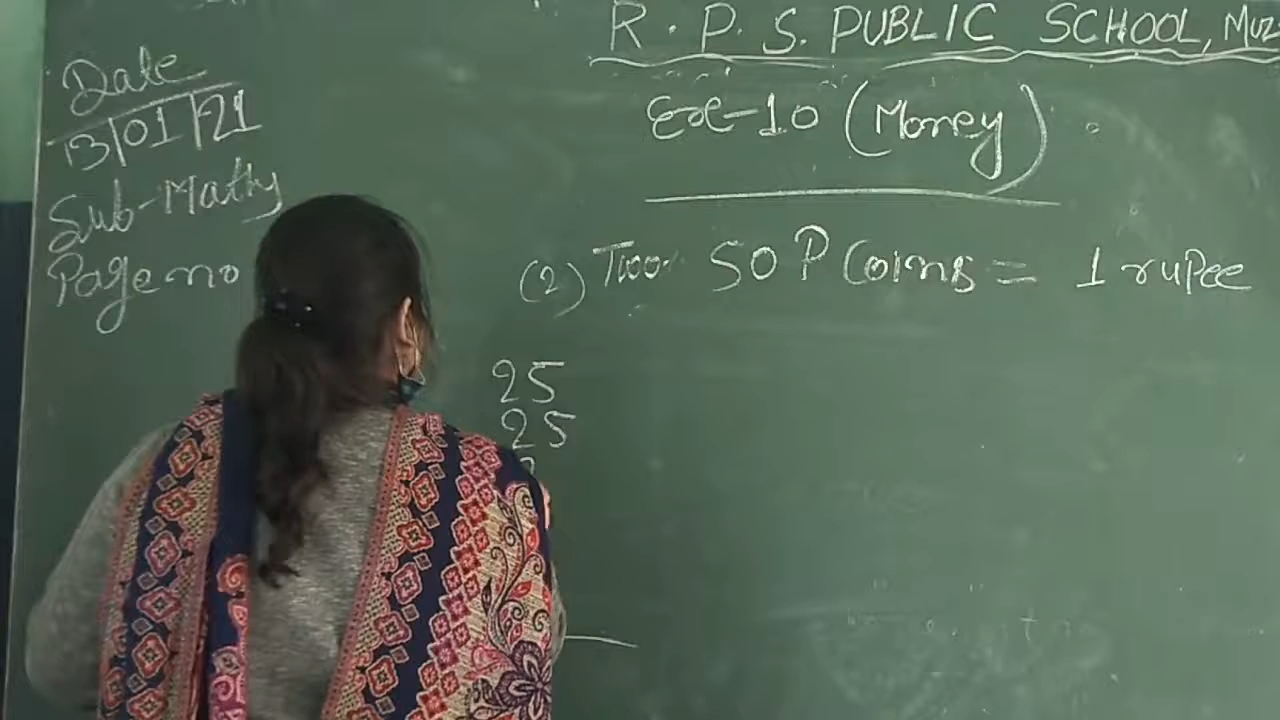 R. P. S. PUBLIC SCHOOL, MUZ
Date
13/01/21
Sub-Maths
Page no
Exe-10 (Money)
(2) Two 50 P Coins = 1 rupee
25
25
2